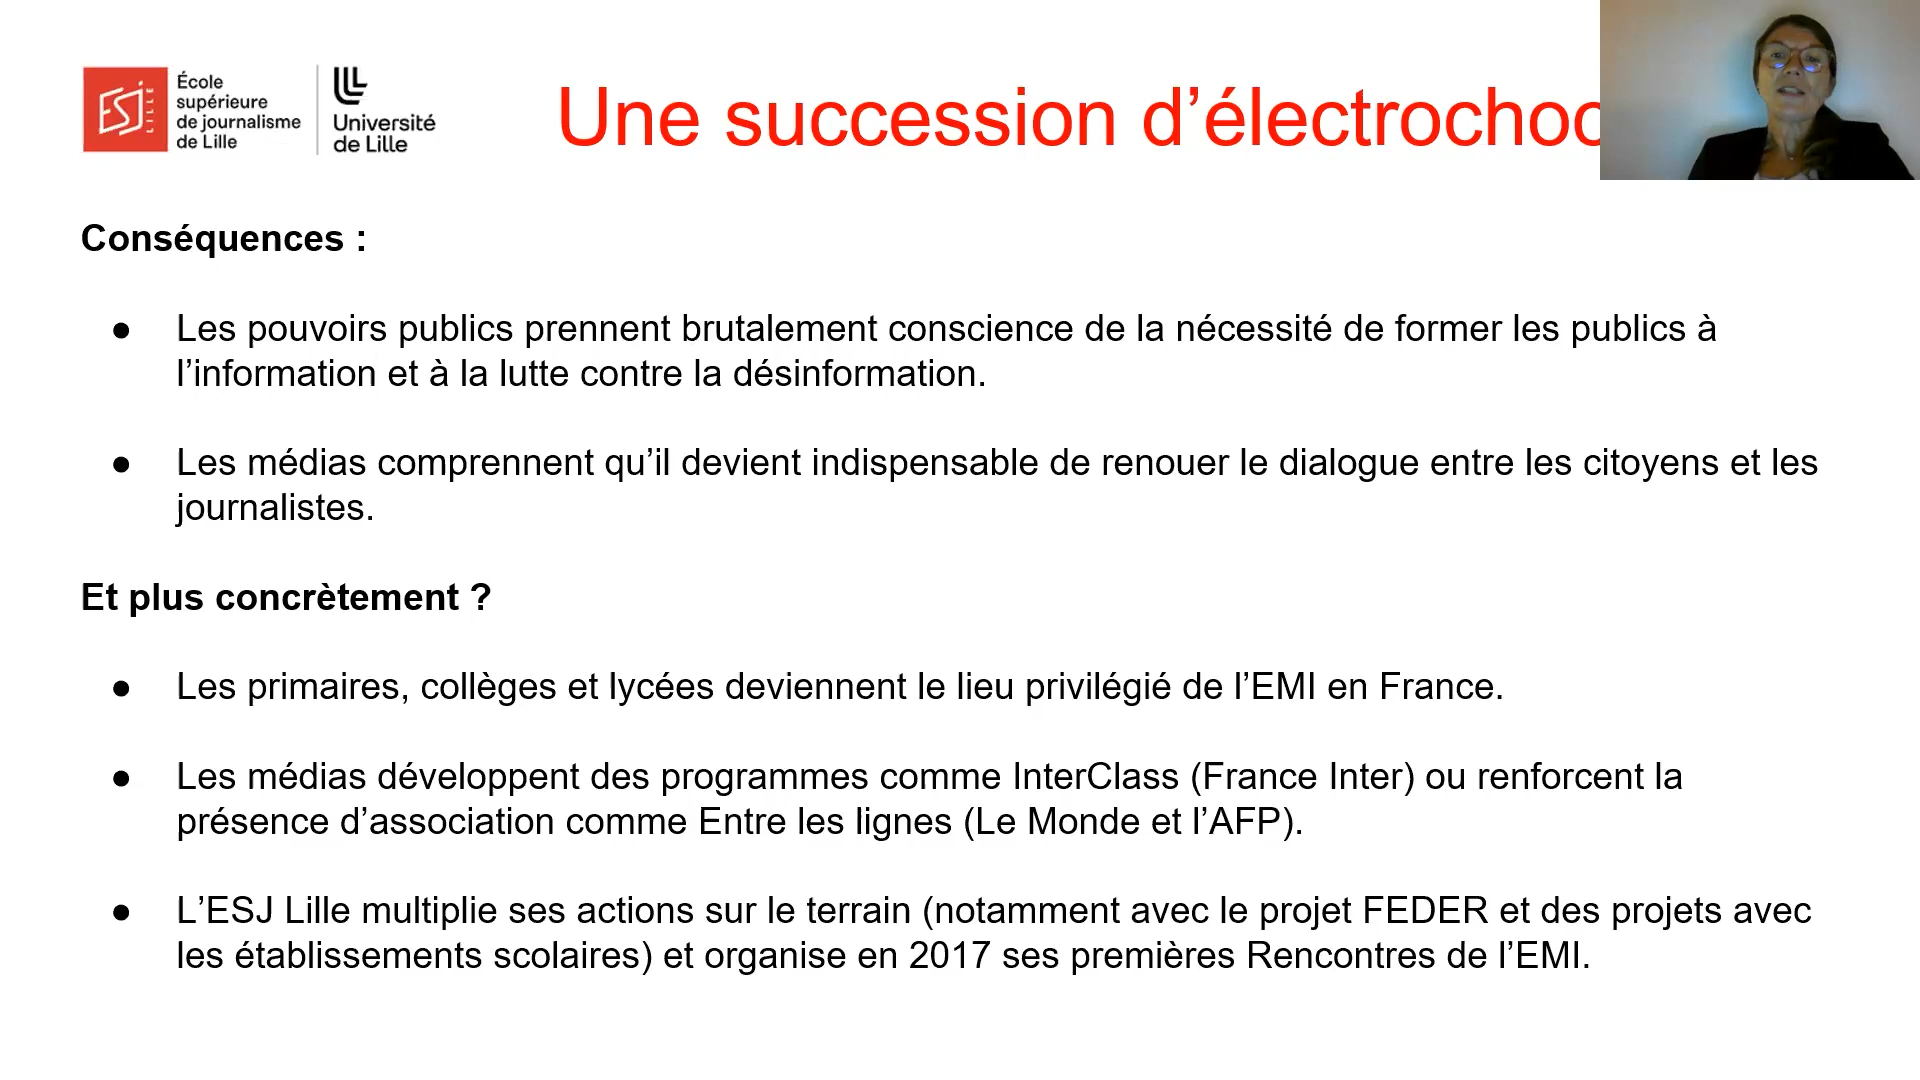 ESJ LILLE
École
supérieure
de journalisme
de Lille
Université
de Lille
Une succession
Conséquences :
● Les pouvoirs publics prennent brutalement conscience de la nécessité de former les publics à
l’information et à la lutte contre la désinformation.
● Les médias comprennent qu’il devient indispensable de renouer le dialogue entre les citoyens et les
journalistes.
Et plus concrètement ?
● Les primaires, collèges et lycées deviennent le lieu privilégié de l’EMI en France.
● Les médias développent des programmes comme InterClass (France Inter) ou renforcent la
présence d’association comme Entre les lignes (Le Monde et l’AFP).
● L’ESJ Lille multiplie ses actions sur le terrain (notamment avec le projet FEDER et des projets avec
les établissements scolaires) et organise en 2017 ses premières Rencontres de l’EMI.